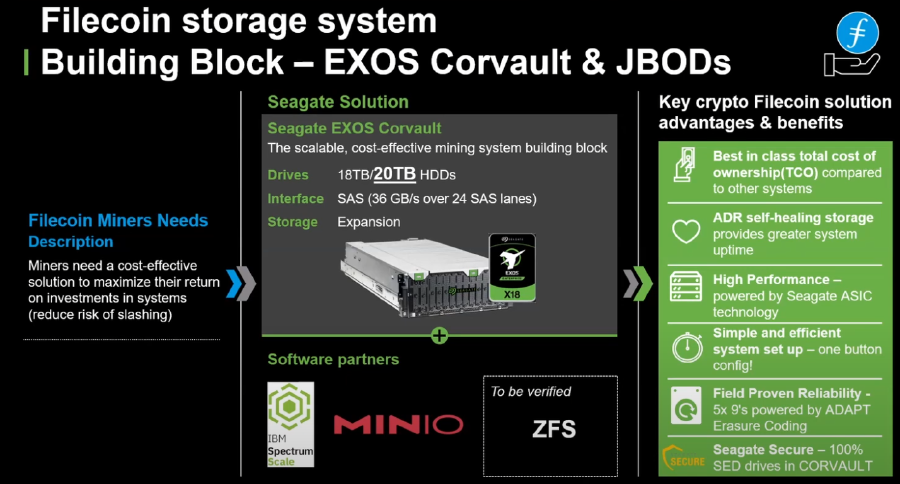 Filecoin storage system
Building Block – EXOS Corvault & JBODs
Filecoin Miners Needs
Description
Miners need a cost-effective
solution to maximize their return
on investments in systems
(reduce risk of slashing)
Seagate Solution
Seagate EXOS Corvault
The scalable, cost-effective mining system building block
Drives 18TB/20TB HDDs
Interface SAS (36 GB/s over 24 SAS lanes)
Storage Expansion
EXOS
X18
Software partners
IBM
Spectrum
Scale
MINIO
To be verified
ZFS
Key crypto Filecoin solution
advantages & benefits
Best in class total cost of
ownership(TCO) compared
to other systems
ADR self-healing storage
provides greater system
uptime
High Performance –
powered by Seagate ASIC
technology
Simple and efficient
system set up – one button
config!
Field Proven Reliability -
5x 9's powered by ADAPT
Erasure Coding
SECURE
Seagate Secure – 100%
SED drives in CORVAULT